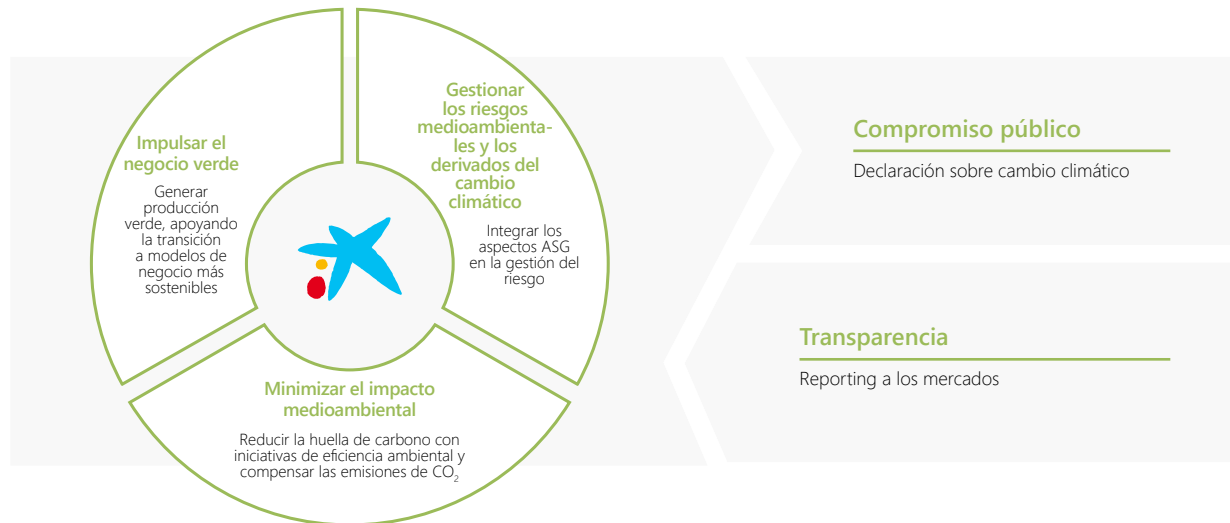 Impulsar el
negocio verde
Generar
producción
verde, apoyando
la transición
a modelos de
negocio más
sostenibles
Gestionar
los riesgos
medioambienta-
les y los
derivados del
cambio
climático
Integrar los
aspectos ASG
en la gestión del
riesgo
Minimizar el impacto
medioambiental
Reducir la huella de carbono con
iniciativas de eficiencia ambiental y
compensar las emisiones de CO₂
Compromiso público
Declaración sobre cambio climático
Transparencia
Reporting a los mercados